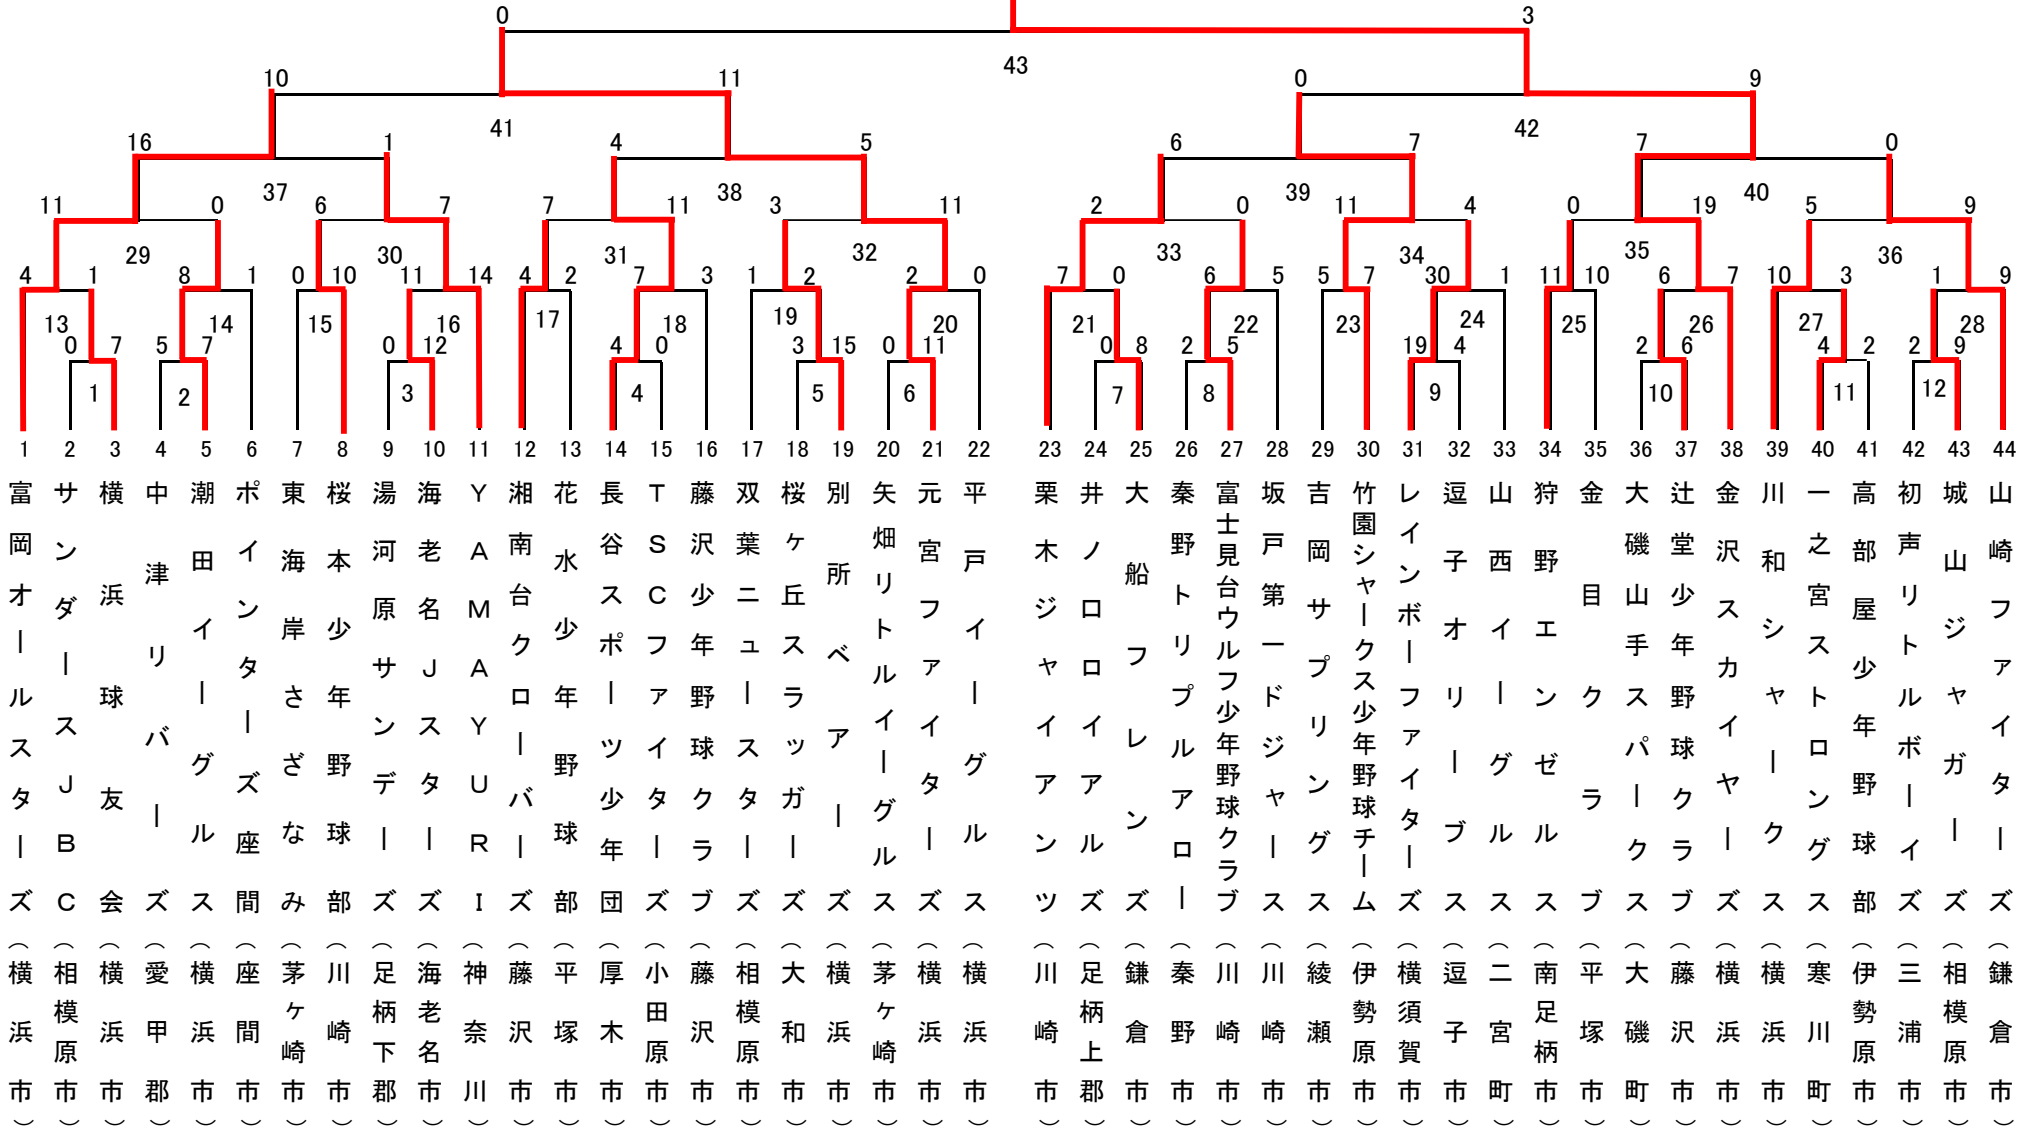 0 3
43
10 11 0 9
41 42
16 1 4 5 6 7 7 0
37 38 39 40
11 0 6 7 7 11 3 11 2 0 11 4 0 19 5 9
29 30 31 32 33 34 35 36
4 1 8 1 0 10 11 14 4 2 7 3 1 2 2 0 7 0 6 5 5 7 30 1 11 10 6 7 10 3 1 9
13 14 15 16 17 18 19 20 21 22 23 24 25 26 27 28
0 7 5 7 0 12 4 0 3 15 0 11 0 8 2 5 19 4 2 6 4 2 2 9
1 2 3 4 5 6 7 8 9 10 11 12
1 2 3 4 5 6 7 8 9 10 11 12 13 14 15 16 17 18 19 20 21 22 23 24 25 26 27 28 29 30 31 32 33 34 35 36 37 38 39 40 41 42 43 44
富岡オールスターズ（横浜市）
サンダースJBC（相模原市）
横浜球友会（横浜市）
中津リバーズ（愛甲郡）
潮田イーグルス（横浜市）
ポインターズ座間（座間市）
東海岸さざなみ（茅ヶ崎市）
桜本少年野球部（川崎市）
湯河原サンデーズ（足柄下郡）
海老名Jスターズ（海老名市）
YAMAYURI（神奈川）
湘南台クローバーズ（藤沢市）
花水少年野球部（平塚市）
長谷スポーツ少年団（厚木市）
TSCファイターズ（小田原市）
藤沢少年野球クラブ（藤沢市）
双葉ニュースターズ（相模原市）
桜ヶ丘スラッガーズ（大和市）
別所ベアーズ（横浜市）
矢畑リトルイーグルス（茅ヶ崎市）
元宮ファイターズ（横浜市）
平戸イーグルス（横浜市）
栗木ジャイアンツ（川崎市）
井ノ口ロイアルズ（足柄上郡）
大船フレンズ（鎌倉市）
秦野トリプルアロー（秦野市）
富士見台ウルフ少年野球クラブ（川崎市）
坂戸第一ドジャース（川崎市）
吉岡サプリングス（綾瀬市）
竹園シャークス少年野球チーム（伊勢原市）
レインボーファイターズ（横須賀市）
逗子オリーブス（逗子市）
山西イーグルス（二宮町）
狩野エンゼルス（南足柄市）
金目クラブ（平塚市）
大磯山手スパークス（大磯町）
辻堂少年野球クラブ（藤沢市）
金沢スカイヤーズ（横浜市）
川和シャークス（横浜市）
一之宮ストロングス（寒川町）
高部屋少年野球部（伊勢原市）
初声リトルボーイズ（三浦市）
城山ジャガーズ（相模原市）
山崎ファイターズ（鎌倉市）